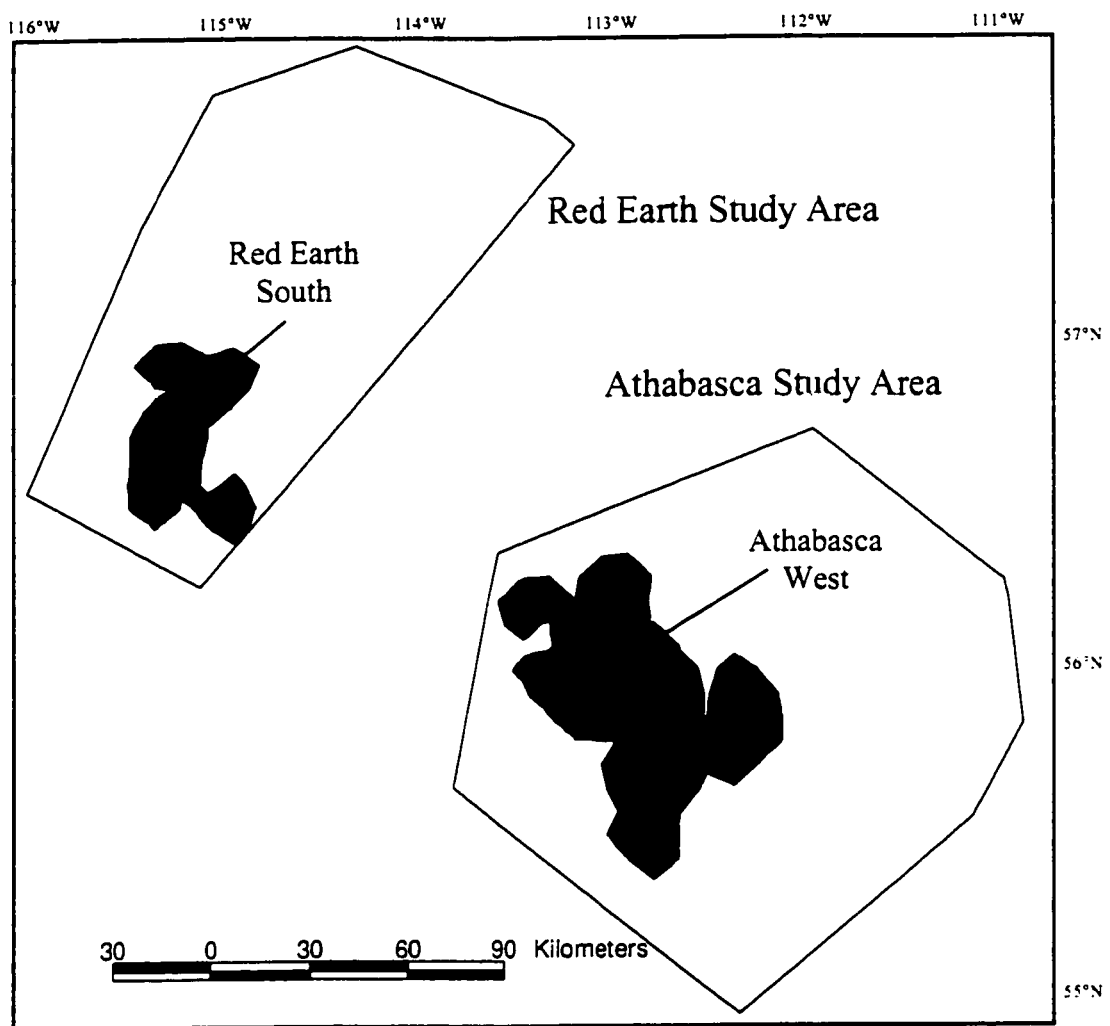 116°W 115°W 114°W 113°W 112°W 111°W
Red Earth Study Area
Red Earth
South
57°N
Athabasca Study Area
Athabasca
West
56°N
30 0 30 60 90 Kilometers
55°N